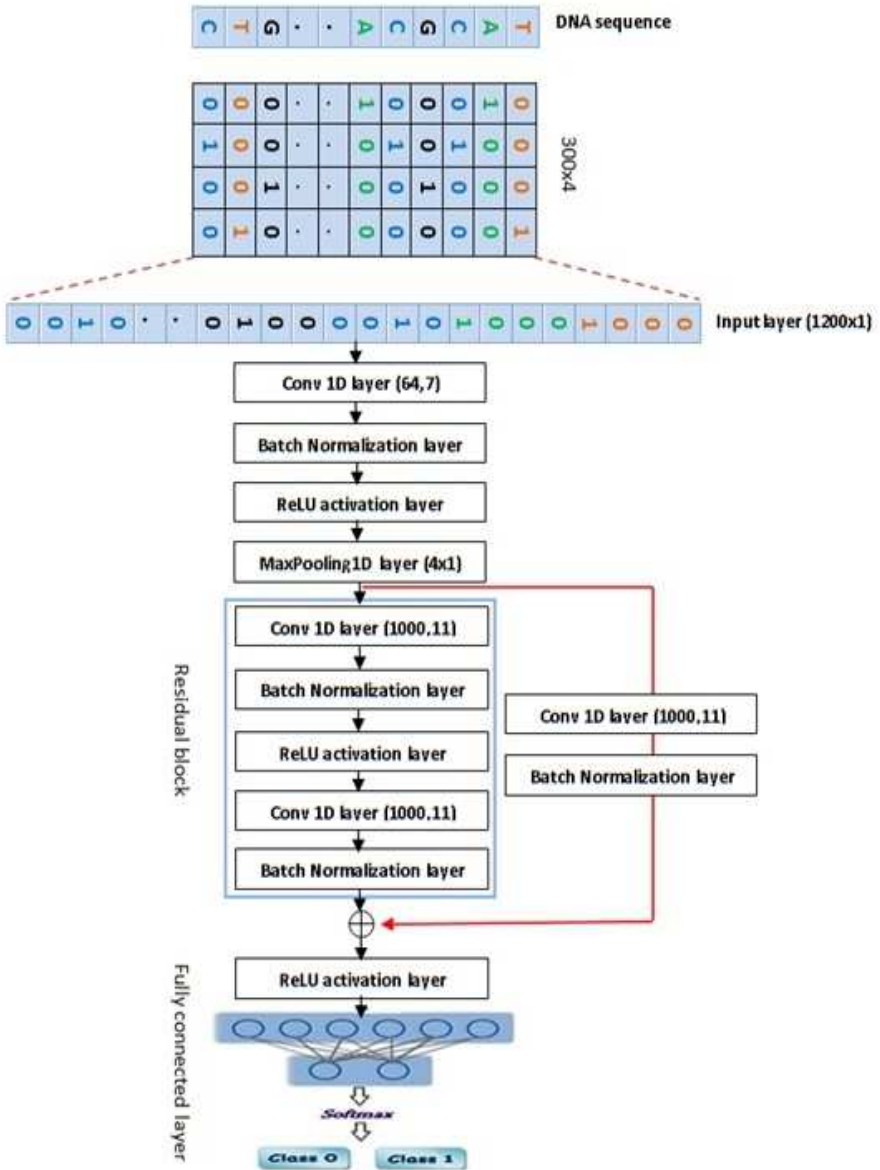 C T G . . A C G C A T
DNA sequence
0 0 0 . . 1 0 0 0 1 0
1 0 0 . . 0 1 0 1 0 0
0 0 1 . . 0 0 1 0 0 0
0 1 0 . . 0 0 0 0 0 1
300x4
0 0 1 0 . . 0 1 0 0 0 0 1 0 1 0 0 0 1 0 0 0
Input layer (1200x1)
Conv 1D layer (64,7)
Batch Normalization layer
ReLU activation layer
MaxPooling1D layer (4x1)
Residual block
Conv 1D layer (1000,11)
Batch Normalization layer
ReLU activation layer
Conv 1D layer (1000,11)
Batch Normalization layer
Conv 1D layer (1000,11)
Batch Normalization layer
Fully connected layer
ReLU activation layer
Softmax
Class 0
Class 1